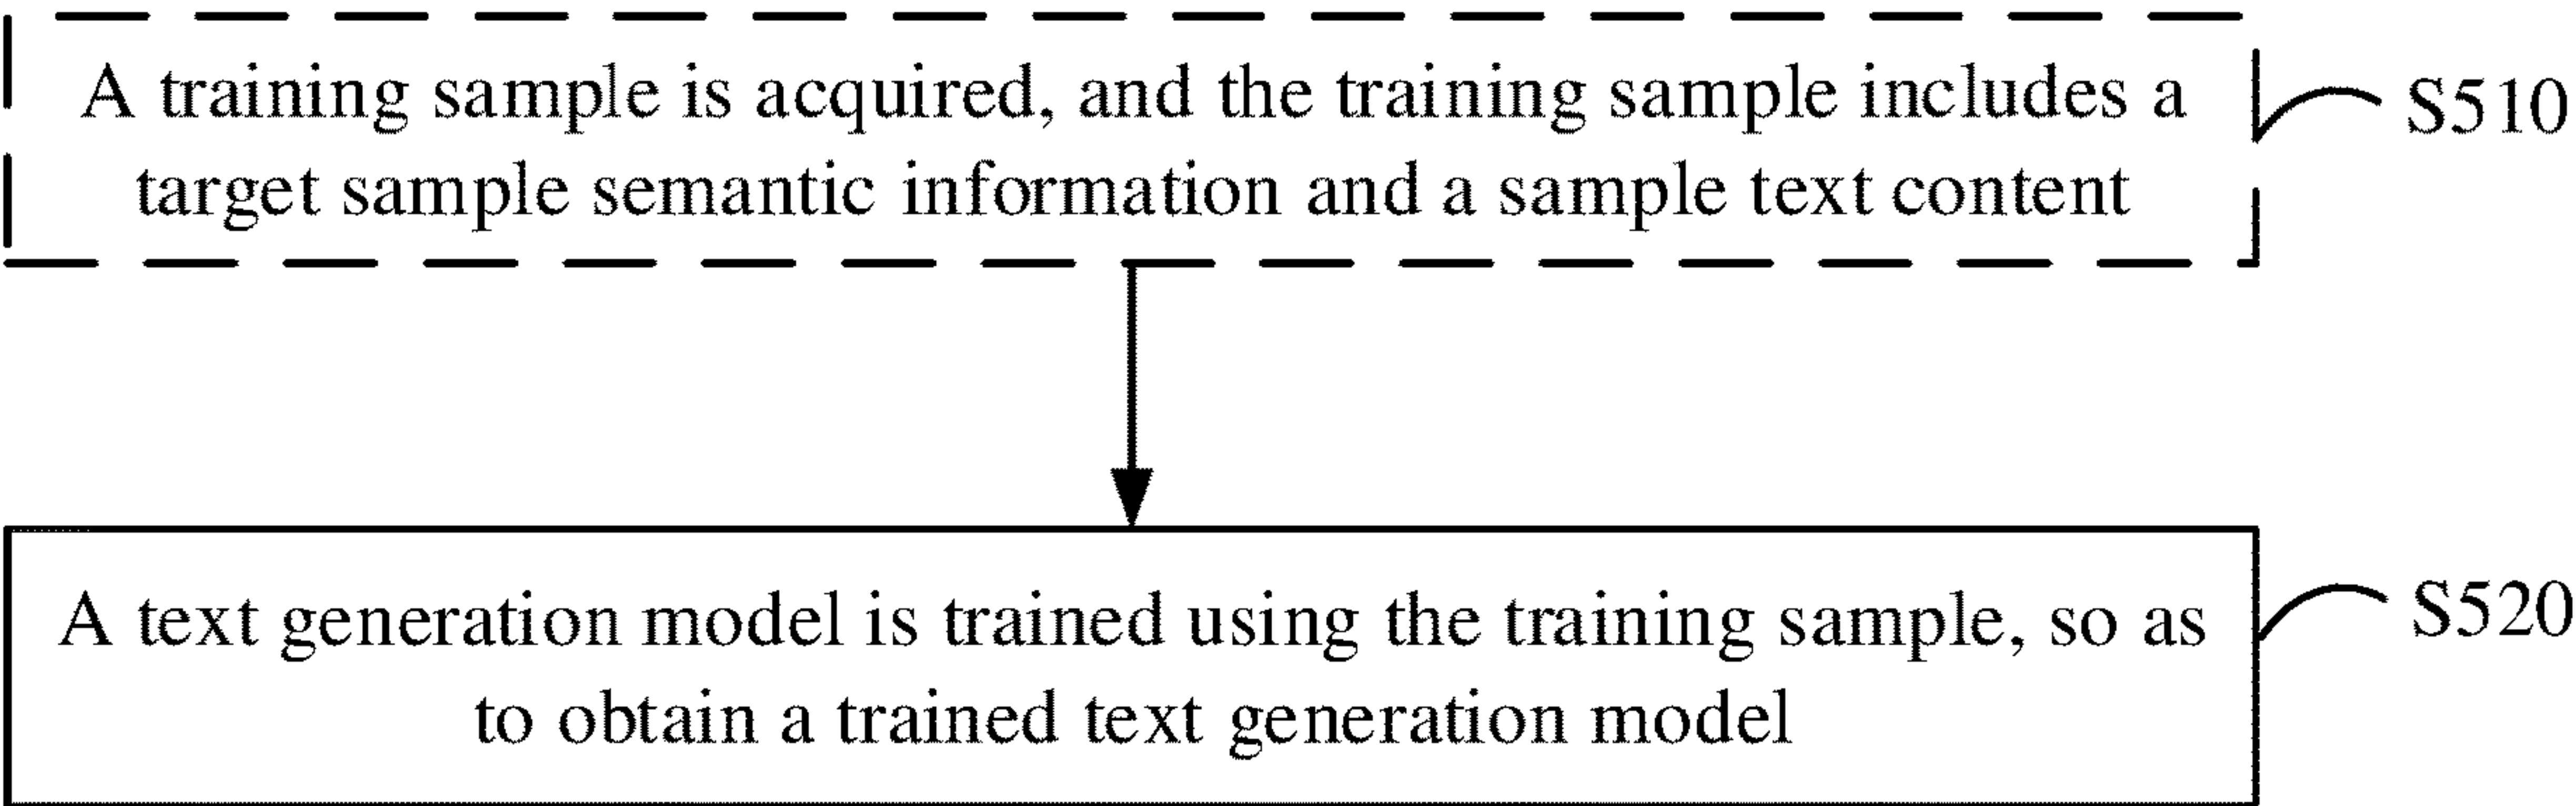 A training sample is acquired, and the training sample includes a
target sample semantic information and a sample text content
S510
A text generation model is trained using the training sample, so as
to obtain a trained text generation model
S520